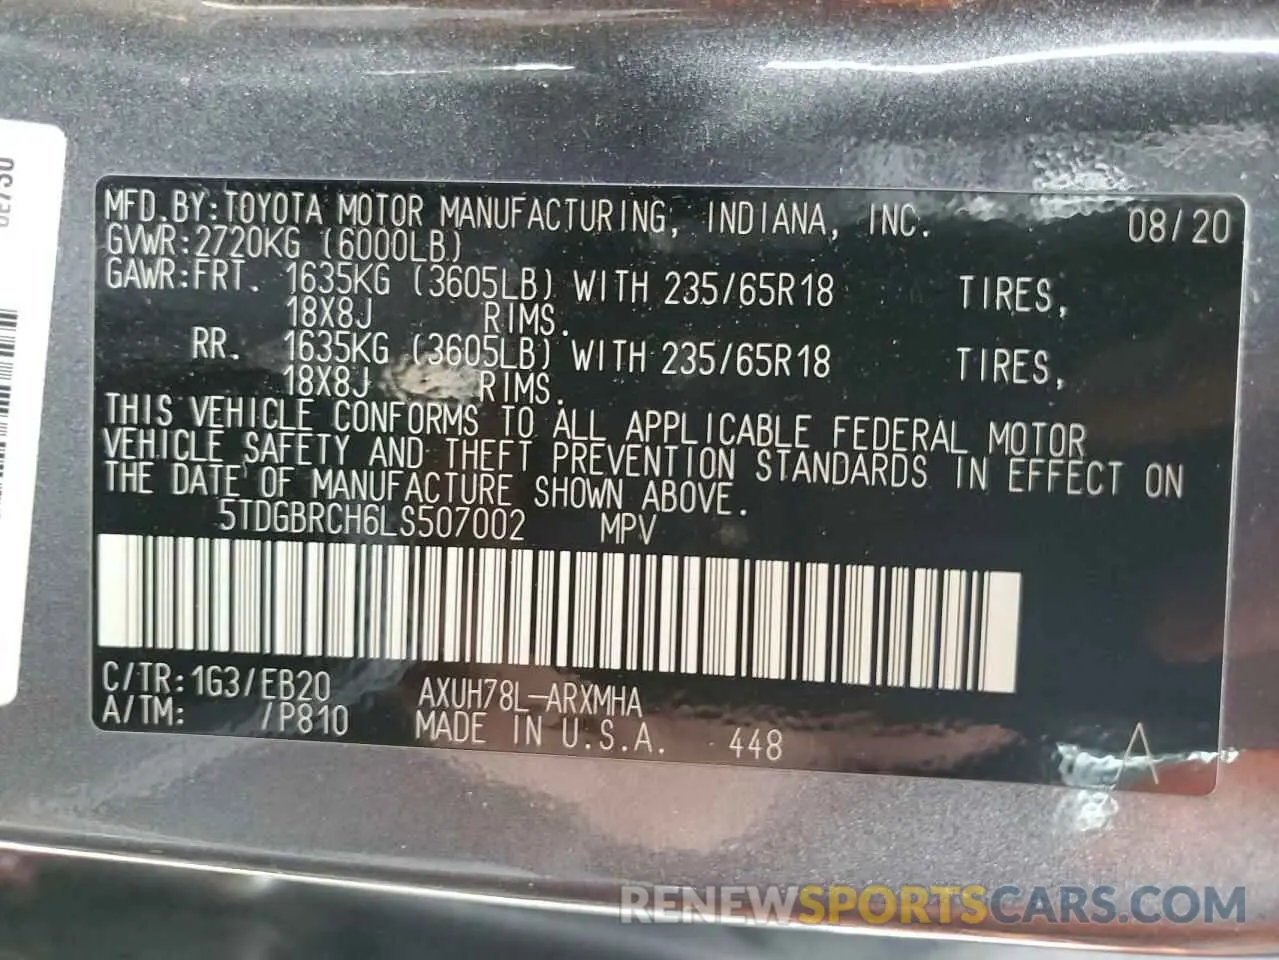 MFD.BY:TOYOTA MOTOR MANUFACTURING, INDIANA, INC. 08/20
GVWR:2720KG (6000LB)
GAWR:FRT. 1635KG (3605LB) WITH 235/65R18 TIRES,
18X8J RIMS.
RR. 1635KG (3605LB) WITH 235/65R18 TIRES,
18X8J RIMS.
THIS VEHICLE CONFORMS TO ALL APPLICABLE FEDERAL MOTOR
VEHICLE SAFETY AND THEFT PREVENTION STANDARDS IN EFFECT ON
THE DATE OF MANUFACTURE SHOWN ABOVE.
5TDGBRCH6LS507002 MPV
C/TR:1G3/EB20 AXUH78L-ARXMHA
A/TM: /P810 MADE IN U.S.A. 448 A
RENEWSPORTSCARS.COM